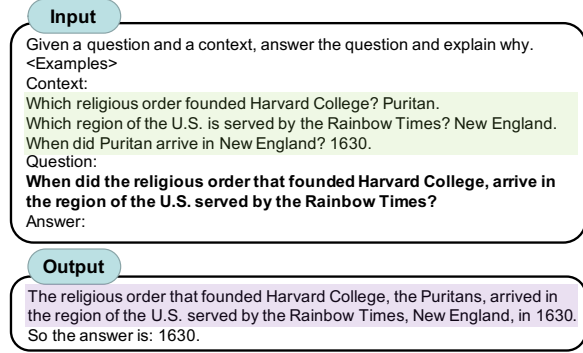 Input
Given a question and a context, answer the question and explain why.
<Examples>
Context:
Which religious order founded Harvard College? Puritan.
Which region of the U.S. is served by the Rainbow Times? New England.
When did Puritan arrive in New England? 1630.
Question:
When did the religious order that founded Harvard College, arrive in
the region of the U.S. served by the Rainbow Times?
Answer:
Output
The religious order that founded Harvard College, the Puritans, arrived in
the region of the U.S. served by the Rainbow Times, New England, in 1630.
So the answer is: 1630.